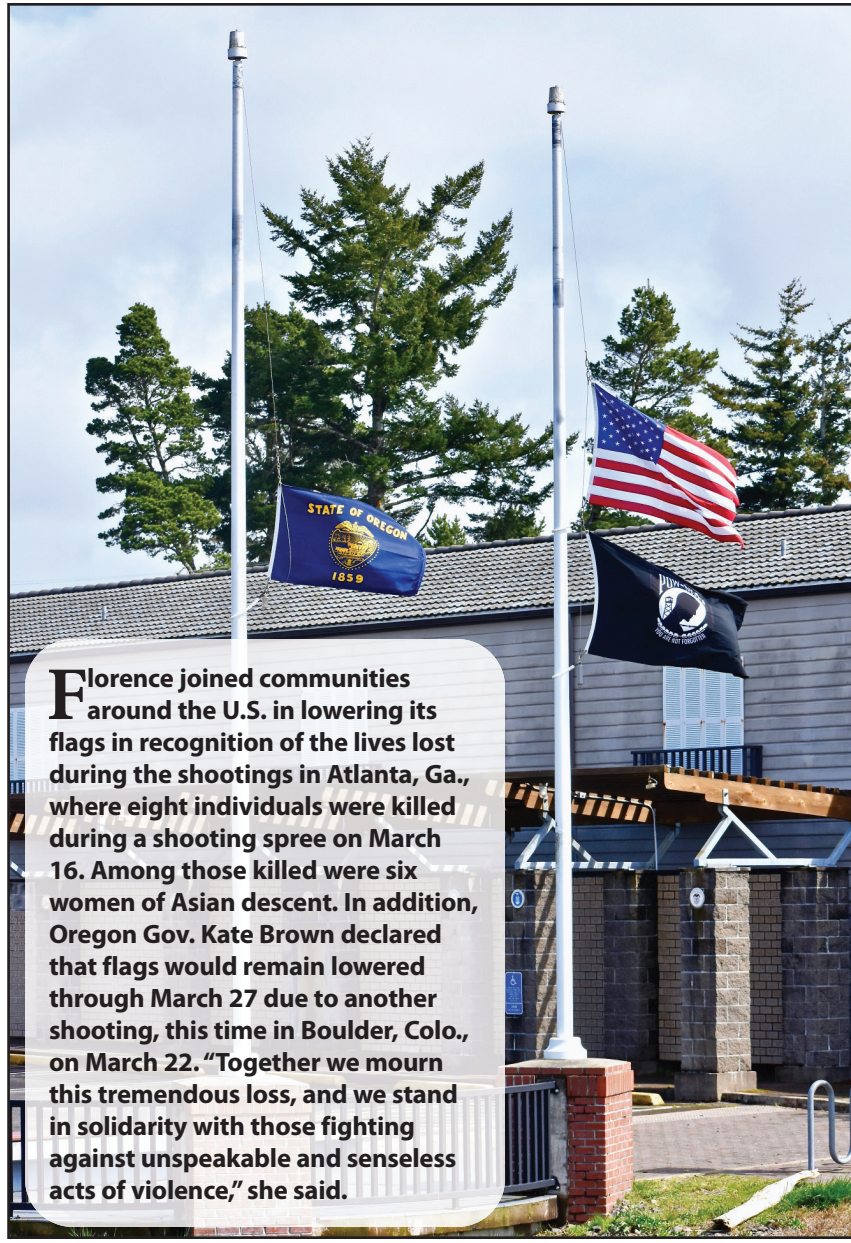 STATE OF OREGON
1859
POW-MIA
YOU ARE NOT FORGOTTEN
Florence joined communities
around the U.S. in lowering its
flags in recognition of the lives lost
during the shootings in Atlanta, Ga.,
where eight individuals were killed
during a shooting spree on March
16. Among those killed were six
women of Asian descent. In addition,
Oregon Gov. Kate Brown declared
that flags would remain lowered
through March 27 due to another
shooting, this time in Boulder, Colo.,
on March 22. “Together we mourn
this tremendous loss, and we stand
in solidarity with those fighting
against unspeakable and senseless
acts of violence,” she said.